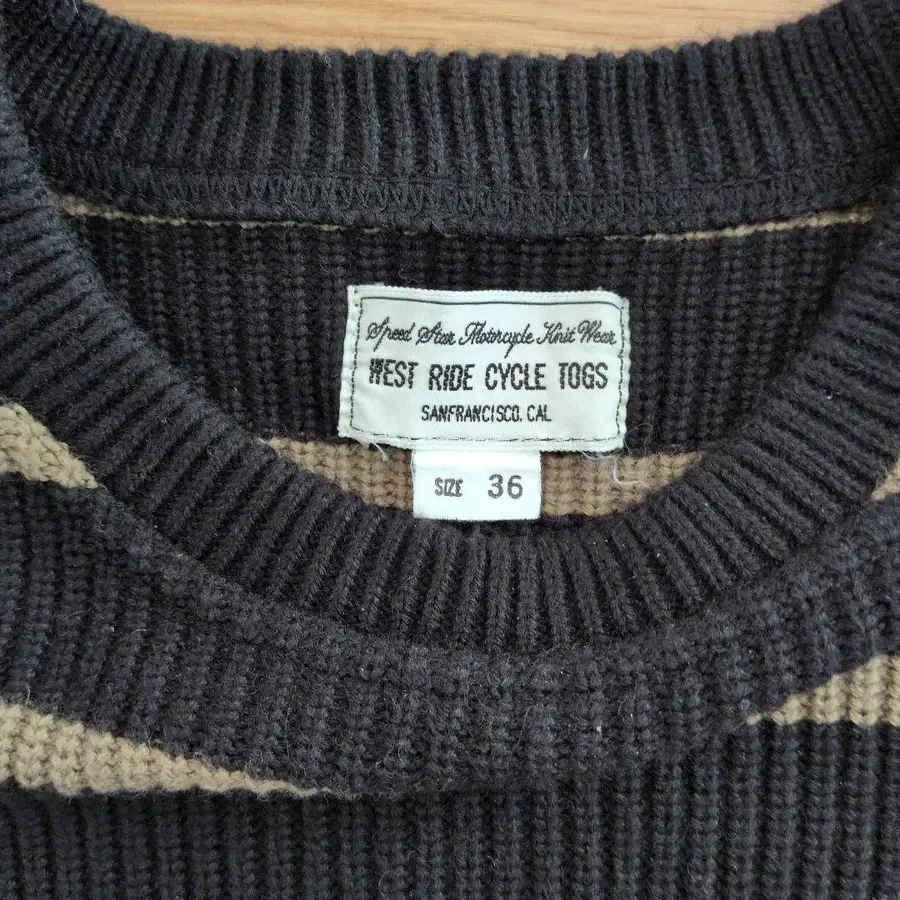 Speed Star Motorcycle Knit Wear
WEST RIDE CYCLE TOGS
SANFRANCISCO. CAL
SIZE 36